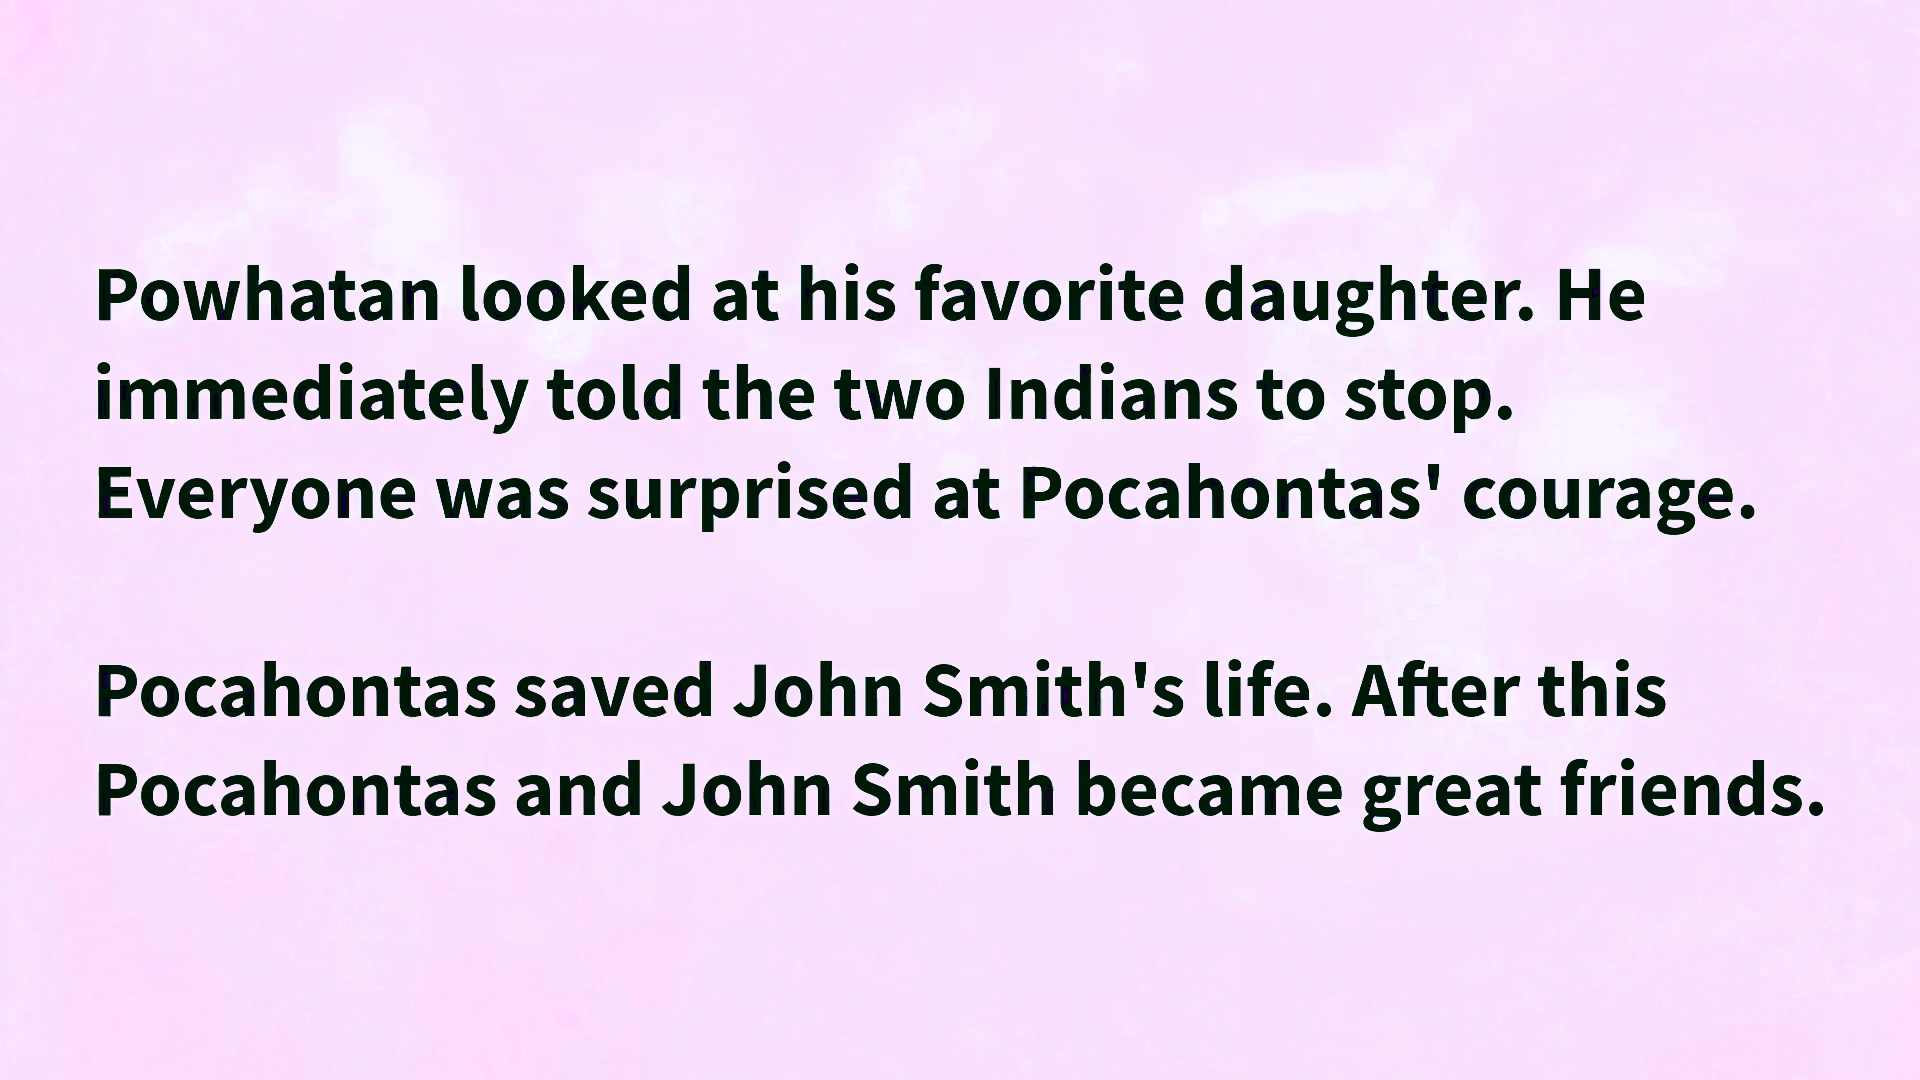 Powhatan looked at his favorite daughter. He
immediately told the two Indians to stop.
Everyone was surprised at Pocahontas' courage.
Pocahontas saved John Smith's life. After this
Pocahontas and John Smith became great friends.